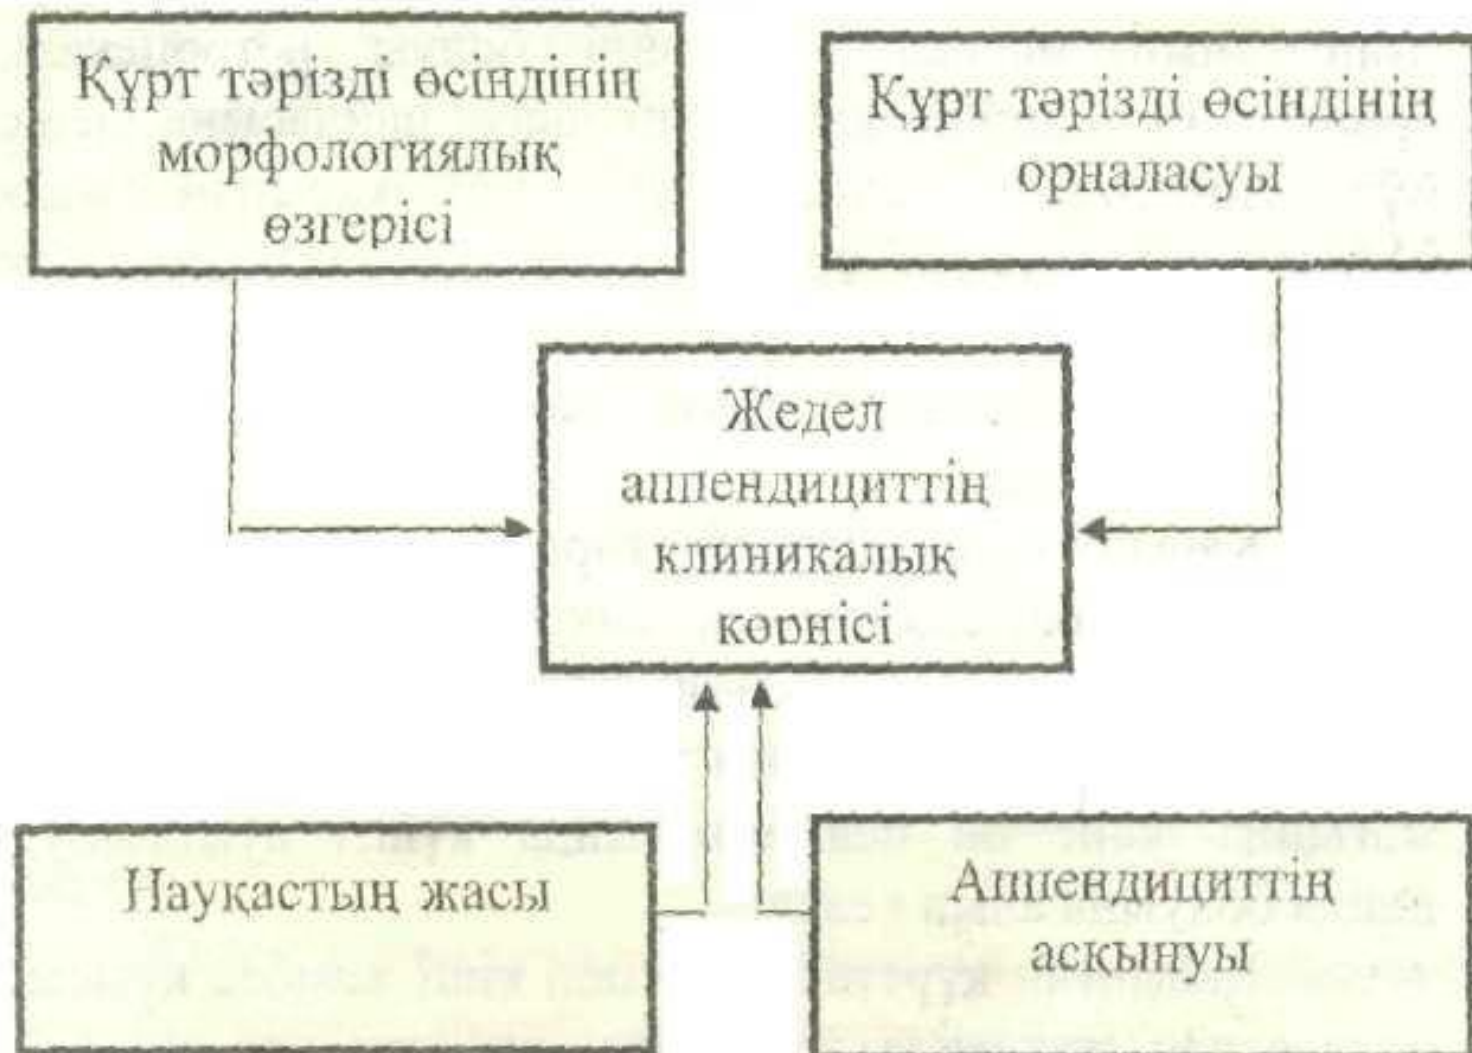 Құрт тәрізді өсіндінің
морфологиялық
өзгерісі
Құрт тәрізді өсіндінің
орналасуы
Жедел
аппендициттің
клиникалық
көрнісі
Науқастың жасы
Аппендициттің
асқынуы